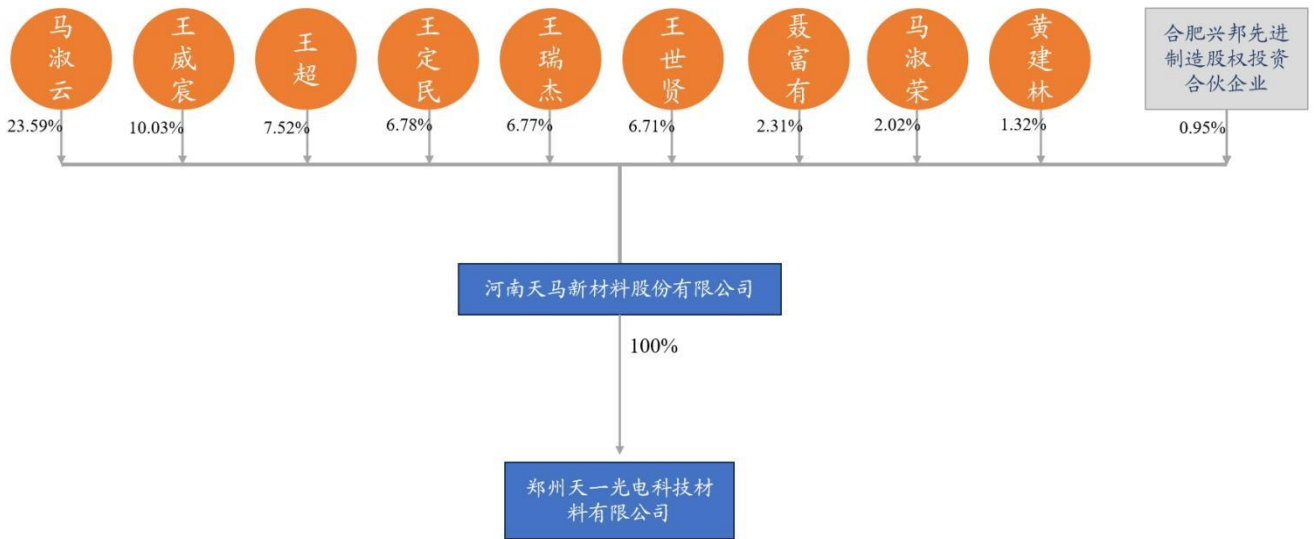 马淑云
王威宸
王超
王定民
王瑞杰
王世贤
聂富有
马淑荣
黄建林
合肥兴邦先进
制造股权投资
合伙企业
23.59%
10.03%
7.52%
6.78%
6.77%
6.71%
2.31%
2.02%
1.32%
0.95%
河南天马新材料股份有限公司
100%
郑州天一光电科技材
料有限公司